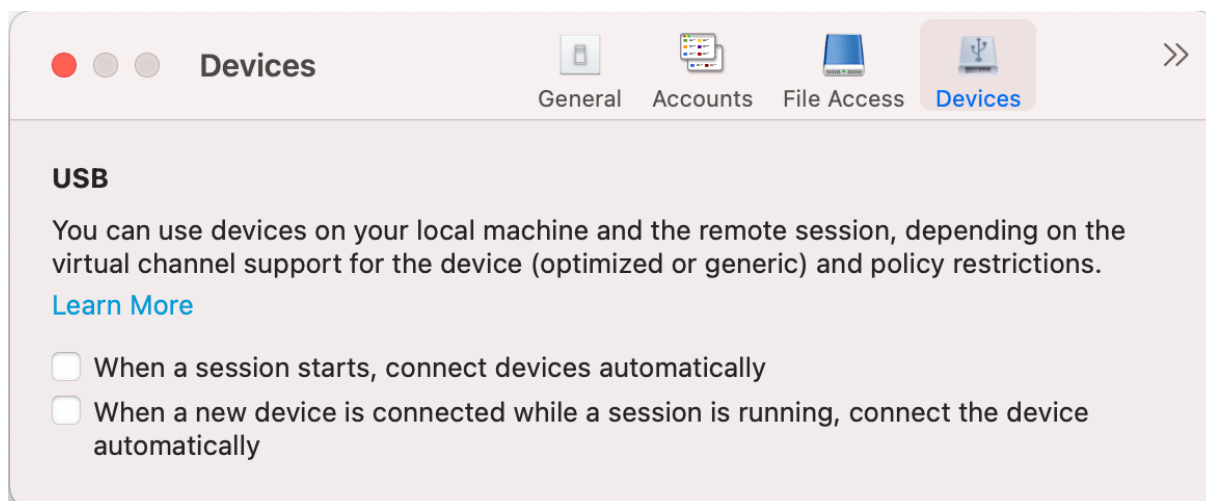 Devices
General
Accounts
File Access
Devices
USB
You can use devices on your local machine and the remote session, depending on the
virtual channel support for the device (optimized or generic) and policy restrictions.
Learn More
When a session starts, connect devices automatically
When a new device is connected while a session is running, connect the device
automatically